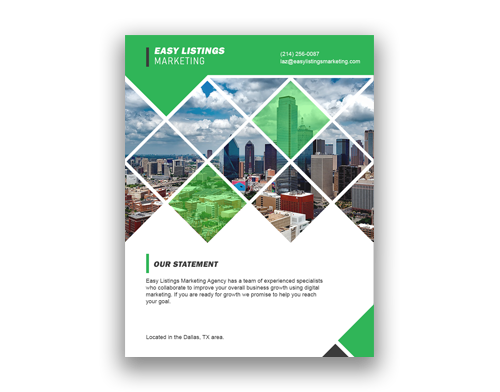 EASY LISTINGS
MARKETING
(214) 256-0087
laz@easylistingsmarketing.com
OUR STATEMENT
Easy Listings Marketing Agency has a team of experienced specialists
who collaborate to improve your overall business growth using digital
marketing. If you are ready for growth we promise to help you reach
your goal.
Located in the Dallas, TX area.